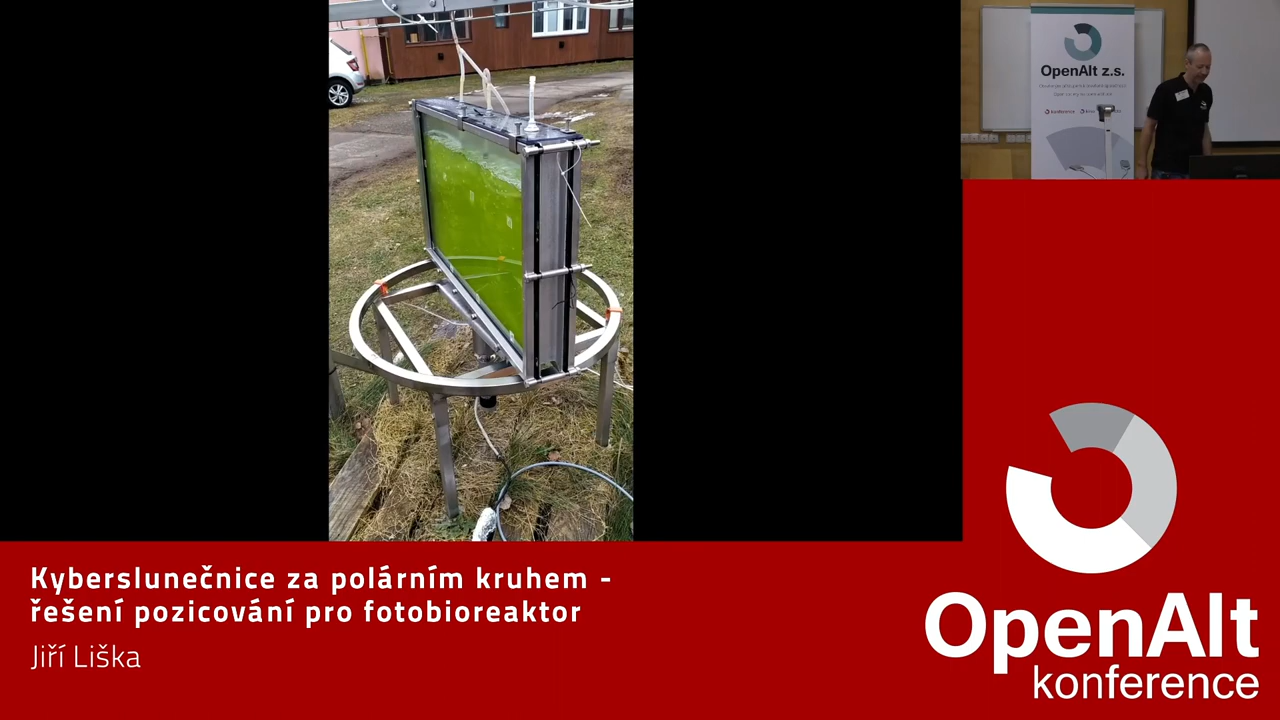 OpenAlt z.s.
Kyberslunečnice za polárním kruhem -
řešení pozicování pro fotobioreaktor
Jiří Liška
OpenAlt
konference